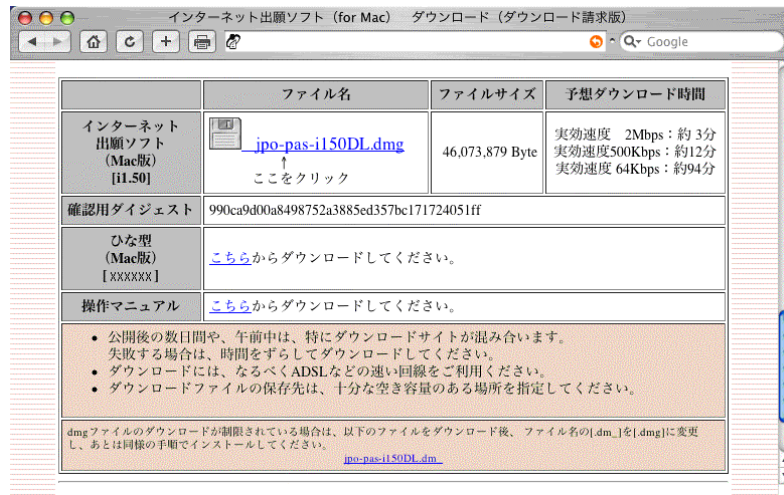 インターネット出願ソフト（for Mac） ダウンロード（ダウンロード請求版）
Google
ファイル名
ファイルサイズ
予想ダウンロード時間
インターネット
出願ソフト
（Mac版）
[i1.50]
jpo-pas-i150DL.dmg
↑
ここをクリック
46,073,879 Byte
実効速度 2Mbps：約 3分
実効速度500Kbps：約12分
実効速度 64Kbps：約94分
確認用ダイジェスト
990ca9d00a8498752a3885ed357bc171724051ff
ひな型
（Mac版）
[xxxxxx]
こちらからダウンロードしてください。
操作マニュアル
こちらからダウンロードしてください。
• 公開後の数日間や、午前中は、特にダウンロードサイトが混み合います。
失敗する場合は、時間をずらしてダウンロードしてください。
• ダウンロードには、なるべくADSLなどの速い回線をご利用ください。
• ダウンロードファイルの保存先は、十分な空き容量のある場所を指定してください。
dmgファイルのダウンロードが制限されている場合は、以下のファイルをダウンロード後、 ファイル名の[.dm_]を[.dmg]に変更
し、あとは同様の手順でインストールしてください。
jpo-pas-i150DL.dm_